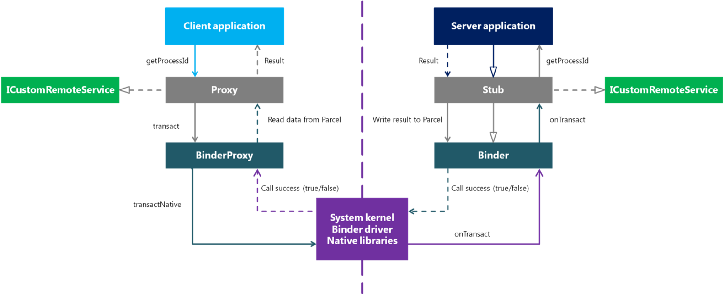 Client application
Server application
getProcessId
Result
Result
getProcessId
ICustomRemoteService
Proxy
Stub
ICustomRemoteService
transact
Read data from Parcel
Write result to Parcel
onTransact
BinderProxy
Binder
Call success (true/false)
Call success (true/false)
transactNative
System kernel
Binder driver
Native libraries
onTransact